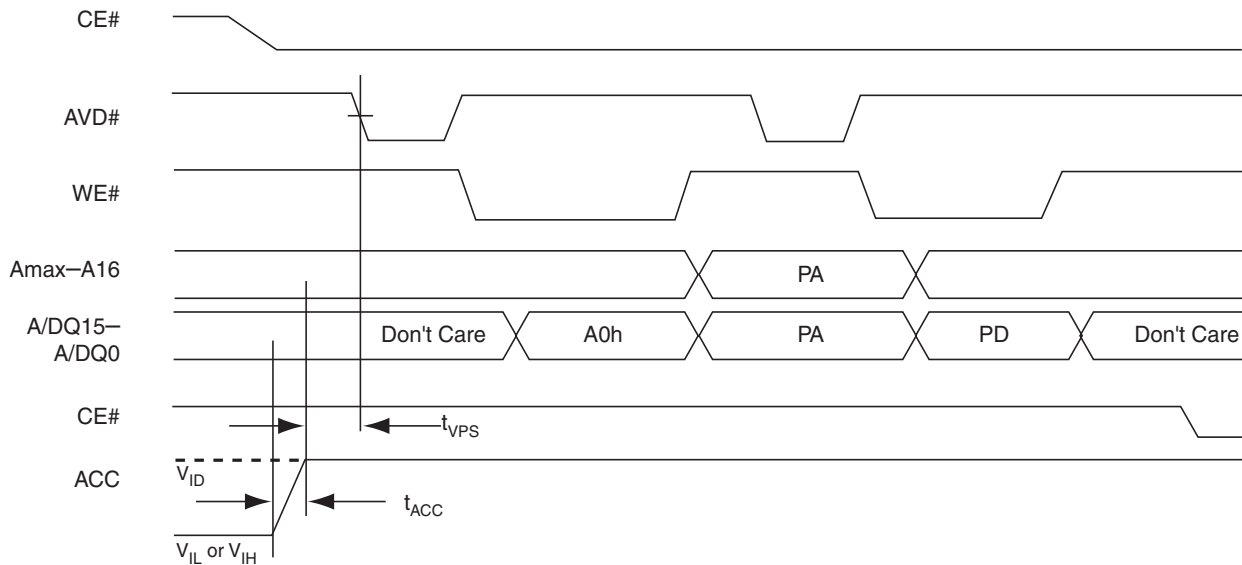 CE#
AVD#
WE#
Amax–A16
PA
A/DQ15–
A/DQ0
Don't Care
A0h
PA
PD
Don't Care
CE#
tVPS
ACC
VID
tACC
VIL or VIH